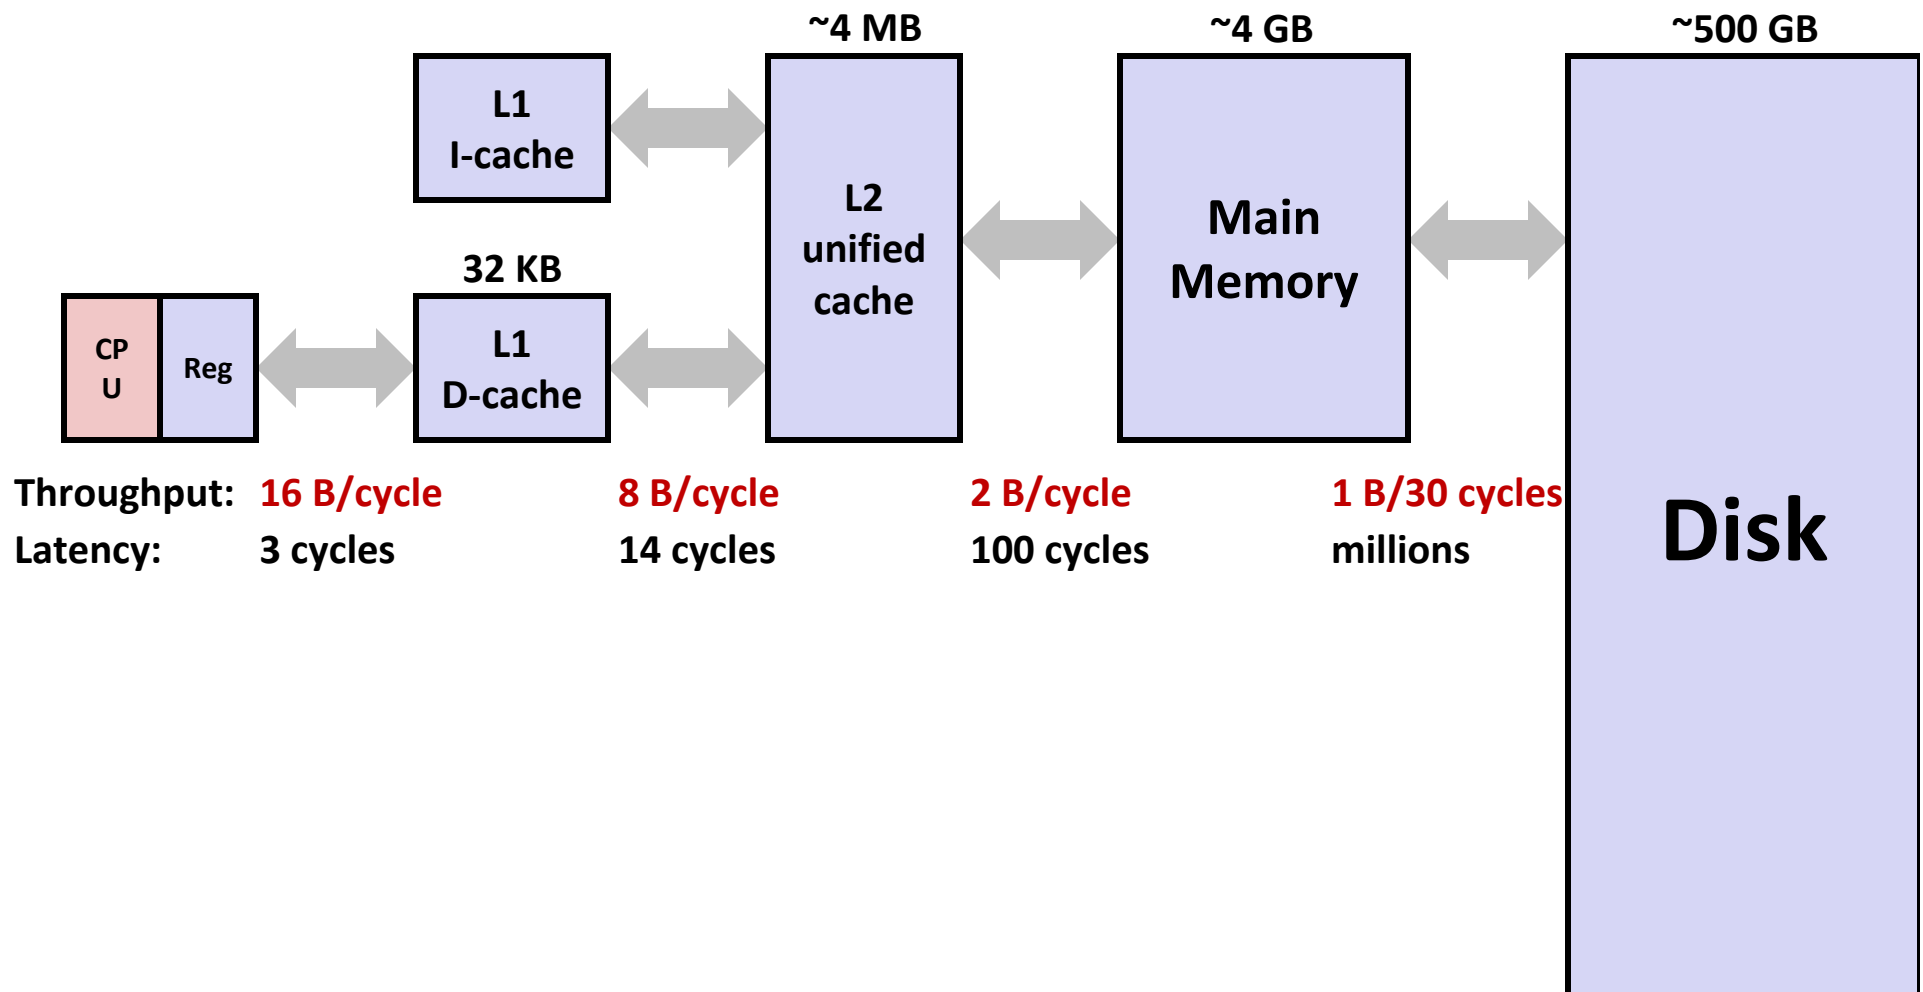 ~4 MB
~4 GB
~500 GB
L1
I-cache
L2
unified
cache
Main
Memory
32 KB
CP
U
Reg
L1
D-cache
Throughput: 16 B/cycle 8 B/cycle 2 B/cycle 1 B/30 cycles
Latency: 3 cycles 14 cycles 100 cycles millions
Disk